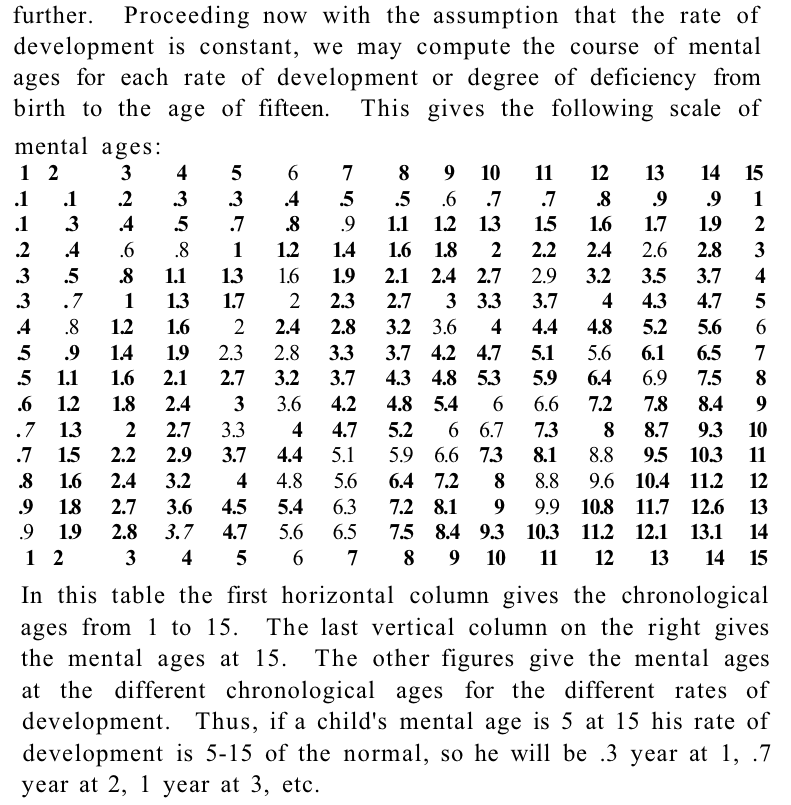 further. Proceeding now with the assumption that the rate of
development is constant, we may compute the course of mental
ages for each rate of development or degree of deficiency from
birth to the age of fifteen. This gives the following scale of
mental ages:
1 2 3 4 5 6 7 8 9 10 11 12 13 14 15
.1 .1 .2 .3 .3 .4 .5 .5 .6 .7 .7 .8 .9 .9 1
.1 .3 .4 .5 .7 .8 .9 1.1 1.2 1.3 1.5 1.6 1.7 1.9 2
.2 .4 .6 .8 1 1.2 1.4 1.6 1.8 2 2.2 2.4 2.6 2.8 3
.3 .5 .8 1.1 1.3 1.6 1.9 2.1 2.4 2.7 2.9 3.2 3.5 3.7 4
.3 .7 1 1.3 1.7 2 2.3 2.7 3 3.3 3.7 4 4.3 4.7 5
.4 .8 1.2 1.6 2 2.4 2.8 3.2 3.6 4 4.4 4.8 5.2 5.6 6
.5 .9 1.4 1.9 2.3 2.8 3.3 3.7 4.2 4.7 5.1 5.6 6.1 6.5 7
.5 1.1 1.6 2.1 2.7 3.2 3.7 4.3 4.8 5.3 5.9 6.4 6.9 7.5 8
.6 1.2 1.8 2.4 3 3.6 4.2 4.8 5.4 6 6.6 7.2 7.8 8.4 9
.7 1.3 2 2.7 3.3 4 4.7 5.2 6 6.7 7.3 8 8.7 9.3 10
.7 1.5 2.2 2.9 3.7 4.4 5.1 5.9 6.6 7.3 8.1 8.8 9.5 10.3 11
.8 1.6 2.4 3.2 4 4.8 5.6 6.4 7.2 8 8.8 9.6 10.4 11.2 12
.9 1.8 2.7 3.6 4.5 5.4 6.3 7.2 8.1 9 9.9 10.8 11.7 12.6 13
.9 1.9 2.8 3.7 4.7 5.6 6.5 7.5 8.4 9.3 10.3 11.2 12.1 13.1 14
1 2 3 4 5 6 7 8 9 10 11 12 13 14 15
In this table the first horizontal column gives the chronological
ages from 1 to 15. The last vertical column on the right gives
the mental ages at 15. The other figures give the mental ages
at the different chronological ages for the different rates of
development. Thus, if a child's mental age is 5 at 15 his rate of
development is 5-15 of the normal, so he will be .3 year at 1, .7
year at 2, 1 year at 3, etc.